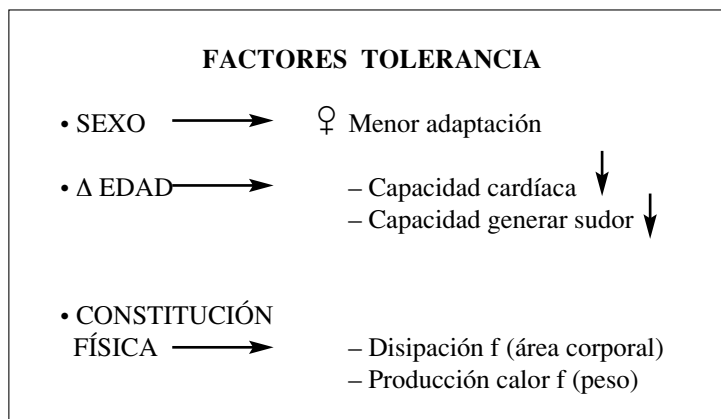 FACTORES TOLERANCIA
• SEXO ⟶ ♀ Menor adaptación
• Δ EDAD ⟶ – Capacidad cardíaca ↓
– Capacidad generar sudor ↓
• CONSTITUCIÓN
FÍSICA ⟶ – Disipación f (área corporal)
– Producción calor f (peso)